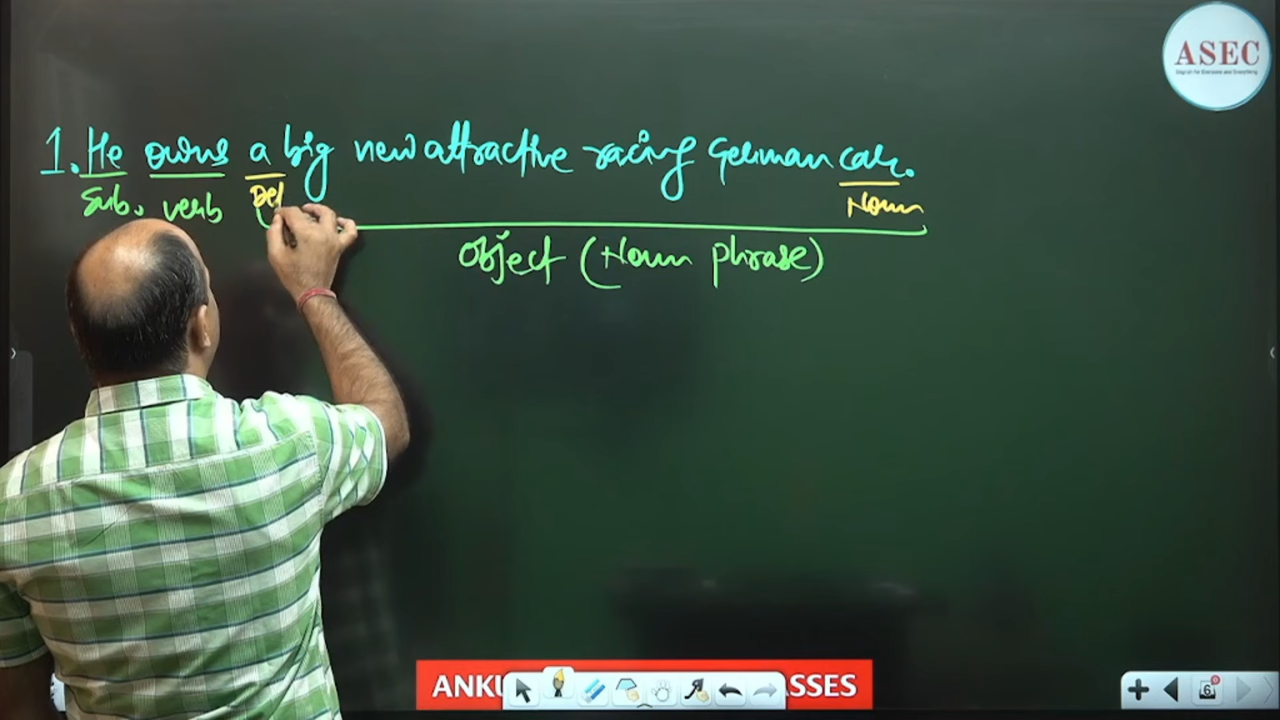 ASEC
1. He owns a big new attractive racing German car.
Sub. verb Det Noun
object (Noun phrase)
ANKU SSES
6